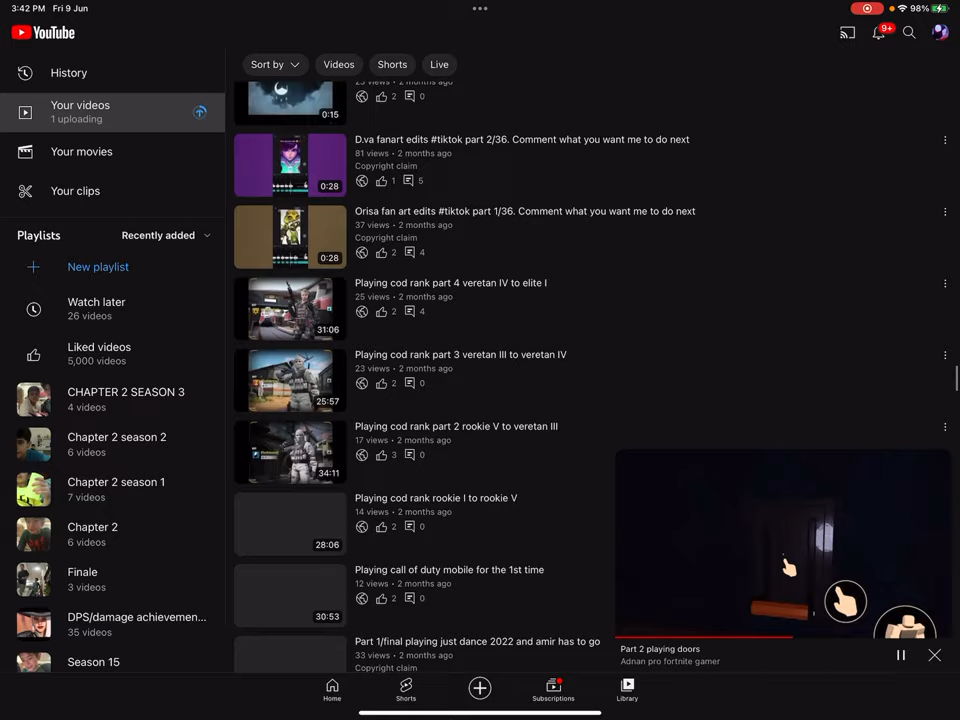 3:42 PM Fri 9 Jun
98%
YouTube
9+
History
Your videos
1 uploading
Your movies
Your clips
Playlists
Recently added
New playlist
Watch later
26 videos
Liked videos
5,000 videos
CHAPTER 2 SEASON 3
4 videos
Chapter 2 season 2
6 videos
Chapter 2 season 1
7 videos
Chapter 2
6 videos
Finale
3 videos
DPS/damage achievemen...
35 videos
Season 15
Sort by
Videos
Shorts
Live
0:15
23 views • 2 months ago
2
0
0:28
D.va fanart edits #tiktok part 2/36. Comment what you want me to do next
81 views • 2 months ago
Copyright claim
1
5
0:28
Orisa fan art edits #tiktok part 1/36. Comment what you want me to do next
37 views • 2 months ago
Copyright claim
2
4
31:06
Playing cod rank part 4 veretan IV to elite I
25 views • 2 months ago
2
4
25:57
Playing cod rank part 3 veretan III to veretan IV
23 views • 2 months ago
2
0
34:11
Playing cod rank part 2 rookie V to veretan III
17 views • 2 months ago
3
0
28:06
Playing cod rank rookie I to rookie V
14 views • 2 months ago
2
0
30:53
Playing call of duty mobile for the 1st time
12 views • 2 months ago
2
0
Part 1/final playing just dance 2022 and amir has to go
33 views • 2 months ago
Copyright claim
Part 2 playing doors
Adnan pro fortnite gamer
Home
Shorts
Subscriptions
Library